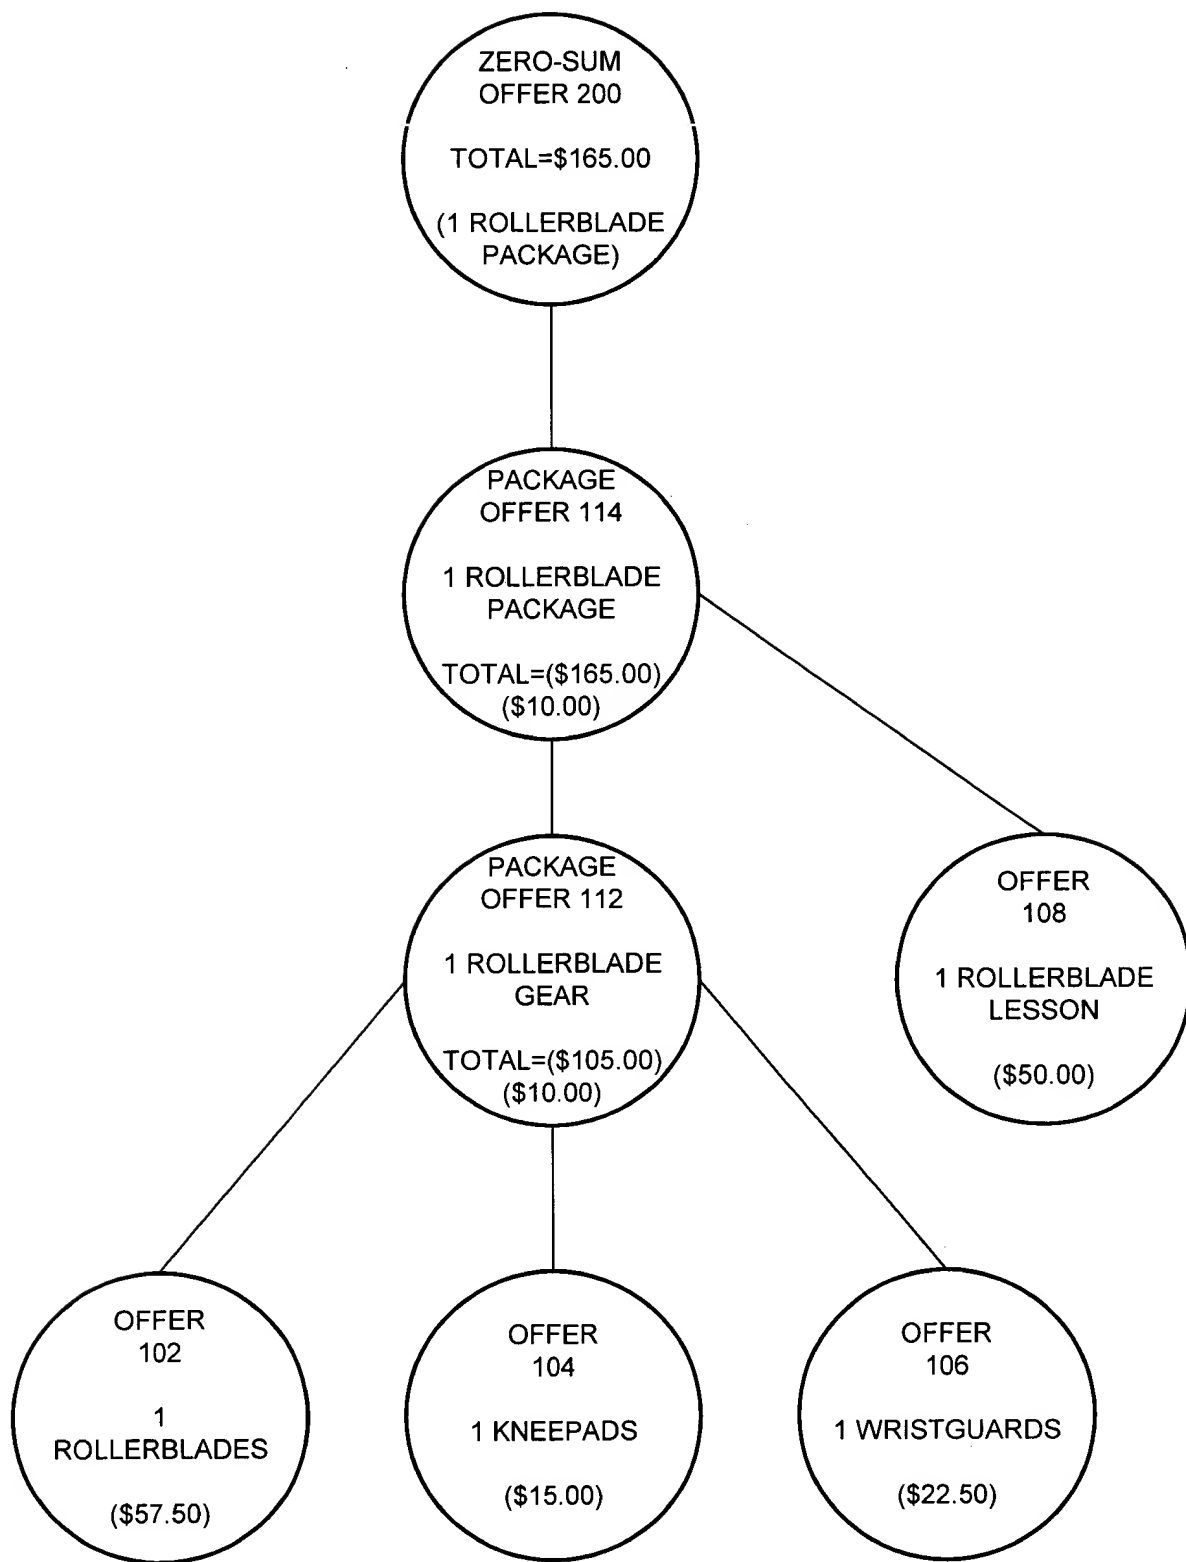 ZERO-SUM
OFFER 200
TOTAL=$165.00
(1 ROLLERBLADE
PACKAGE)
PACKAGE
OFFER 114
1 ROLLERBLADE
PACKAGE
TOTAL=($165.00)
($10.00)
PACKAGE
OFFER 112
1 ROLLERBLADE
GEAR
TOTAL=($105.00)
($10.00)
OFFER
108
1 ROLLERBLADE
LESSON
($50.00)
OFFER
102
1
ROLLERBLADES
($57.50)
OFFER
104
1 KNEEPADS
($15.00)
OFFER
106
1 WRISTGUARDS
($22.50)